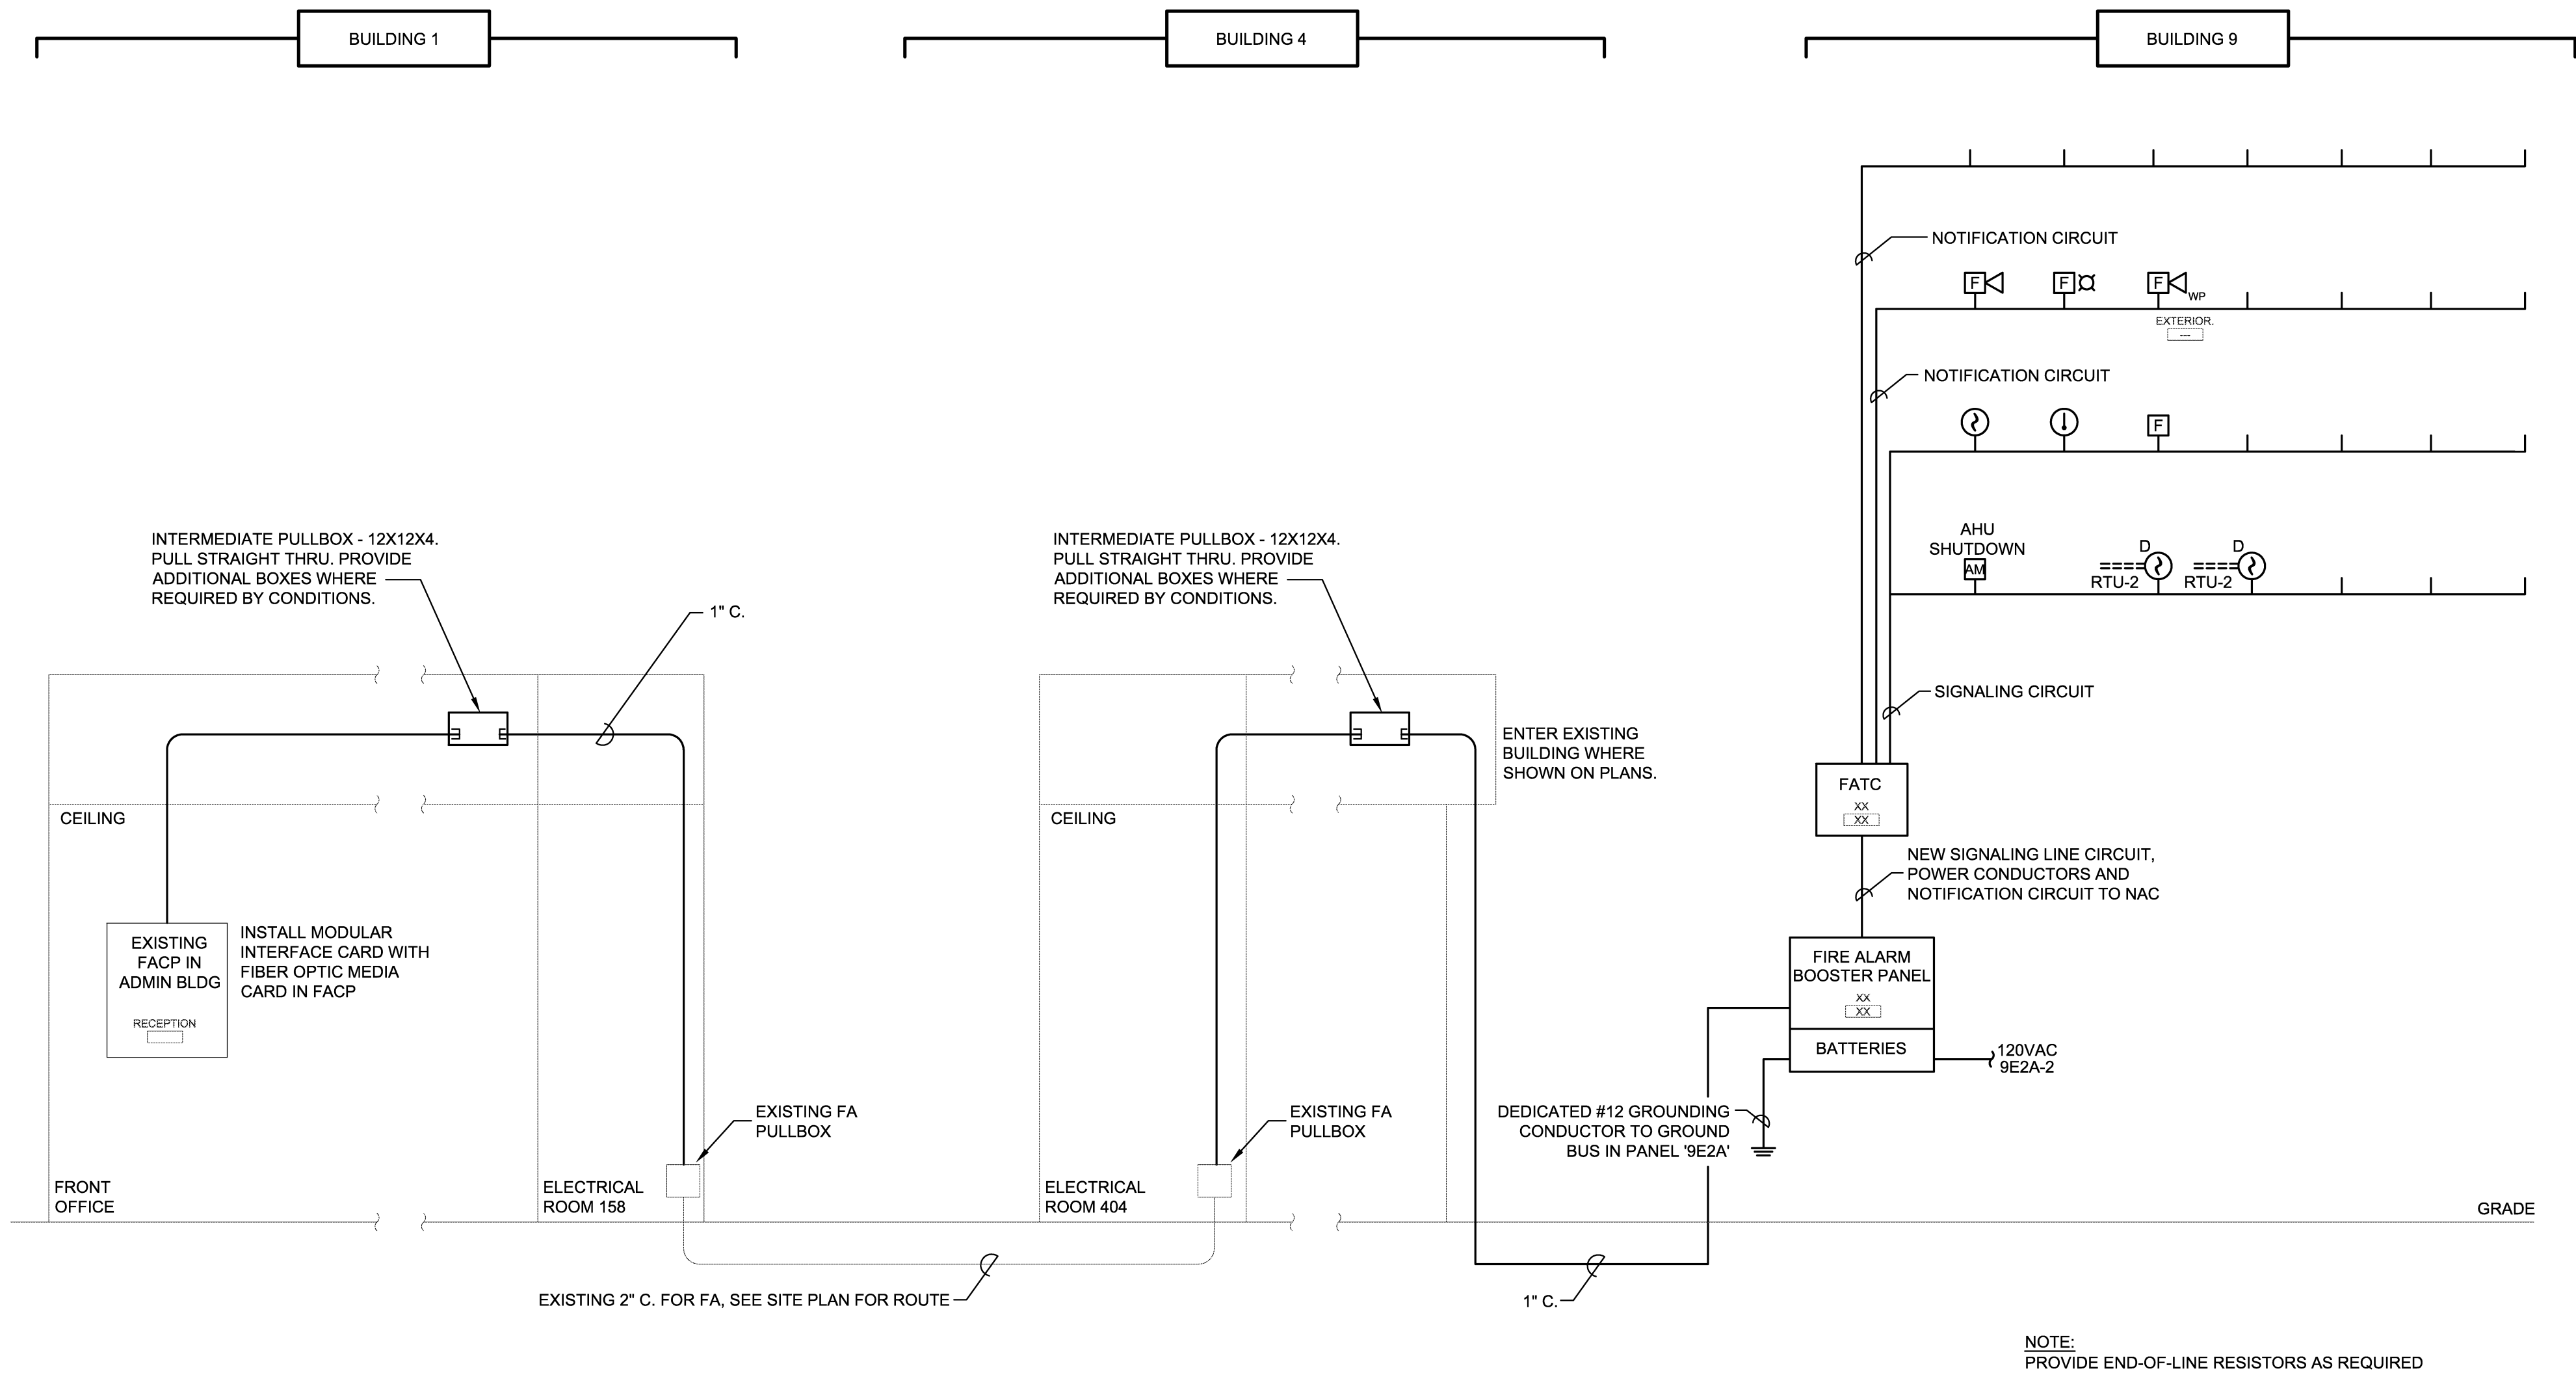 BUILDING 1
BUILDING 4
BUILDING 9
NOTIFICATION CIRCUIT
F
F
F
WP
EXTERIOR.
---
NOTIFICATION CIRCUIT
F
AHU
SHUTDOWN
AM
D
RTU-2
D
RTU-2
INTERMEDIATE PULLBOX - 12X12X4.
PULL STRAIGHT THRU. PROVIDE
ADDITIONAL BOXES WHERE
REQUIRED BY CONDITIONS.
1" C.
INTERMEDIATE PULLBOX - 12X12X4.
PULL STRAIGHT THRU. PROVIDE
ADDITIONAL BOXES WHERE
REQUIRED BY CONDITIONS.
SIGNALING CIRCUIT
ENTER EXISTING
BUILDING WHERE
SHOWN ON PLANS.
CEILING
CEILING
FATC
XX
XX
NEW SIGNALING LINE CIRCUIT,
POWER CONDUCTORS AND
NOTIFICATION CIRCUIT TO NAC
EXISTING
FACP IN
ADMIN BLDG
RECEPTION
INSTALL MODULAR
INTERFACE CARD WITH
FIBER OPTIC MEDIA
CARD IN FACP
FIRE ALARM
BOOSTER PANEL
XX
XX
BATTERIES
120VAC
9E2A-2
EXISTING FA
PULLBOX
EXISTING FA
PULLBOX
DEDICATED #12 GROUNDING
CONDUCTOR TO GROUND
BUS IN PANEL '9E2A'
FRONT
OFFICE
ELECTRICAL
ROOM 158
ELECTRICAL
ROOM 404
GRADE
EXISTING 2" C. FOR FA, SEE SITE PLAN FOR ROUTE
1" C.
NOTE:
PROVIDE END-OF-LINE RESISTORS AS REQUIRED